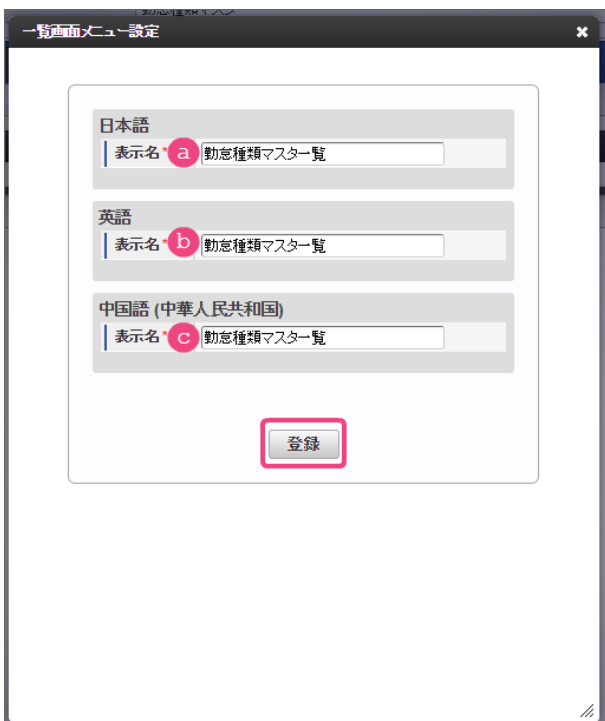 一覧画面メニュー設定
日本語
表示名* a 勤怠種類マスター覧
英語
表示名* b 勤怠種類マスター覧
中国語 (中華人民共和国)
表示名* c 勤怠種類マスター覧
登録